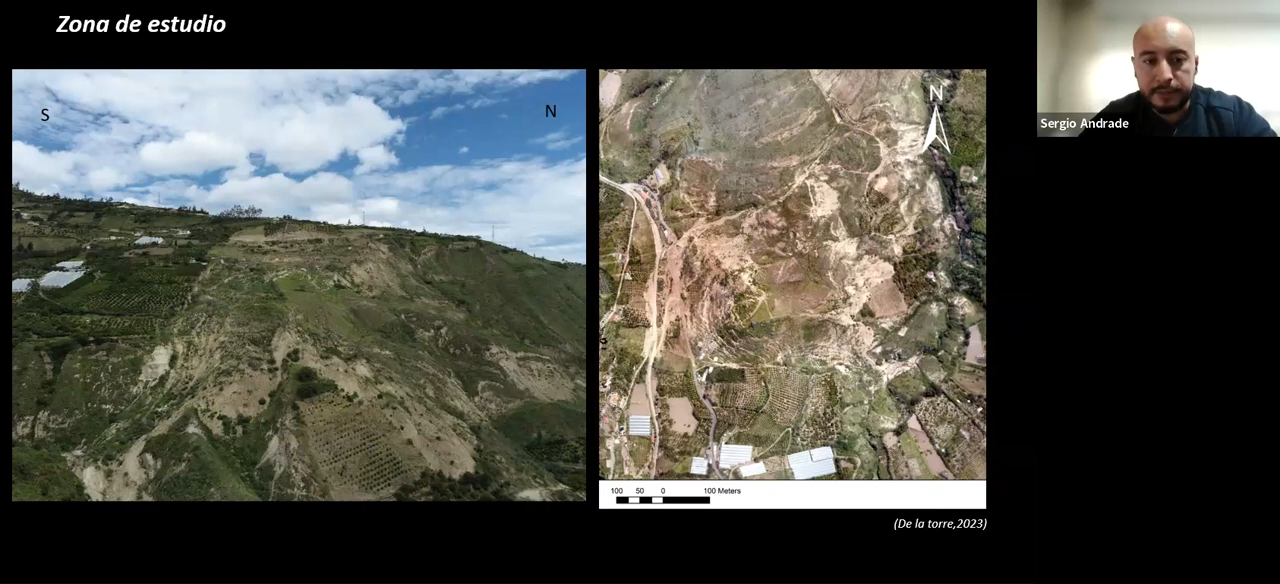 Zona de estudio
S
N
N
Sergio Andrade
100 50 0 100 Meters
(De la torre,2023)